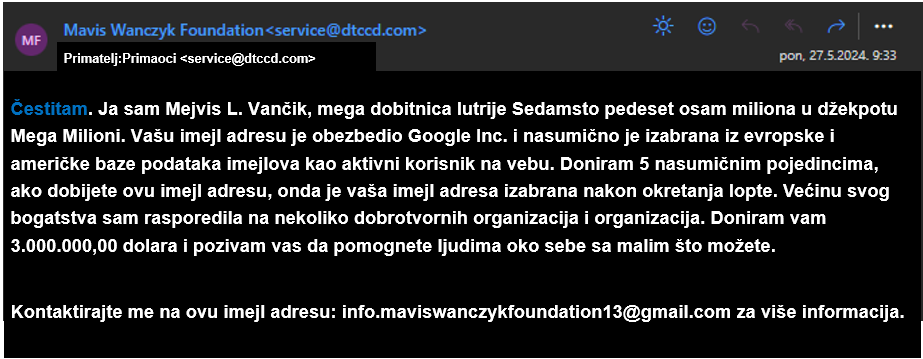 MF
Mavis Wanczyk Foundation<service@dtccd.com>
Primatelj:Primaoci <service@dtccd.com>
pon, 27.5.2024. 9:33
Čestitam. Ja sam Mejvis L. Vančik, mega dobitnica lutrije Sedamsto pedeset osam miliona u džekpotu
Mega Milioni. Vašu imejl adresu je obezbedio Google Inc. i nasumično je izabrana iz evropske i
američke baze podataka imejlova kao aktivni korisnik na vebu. Doniram 5 nasumičnim pojedincima,
ako dobijete ovu imejl adresu, onda je vaša imejl adresa izabrana nakon okretanja lopte. Većinu svog
bogatstva sam rasporedila na nekoliko dobrotvornih organizacija i organizacija. Doniram vam
3.000.000,00 dolara i pozivam vas da pomognete ljudima oko sebe sa malim što možete.
Kontaktirajte me na ovu imejl adresu: info.maviswanczykfoundation13@gmail.com za više informacija.